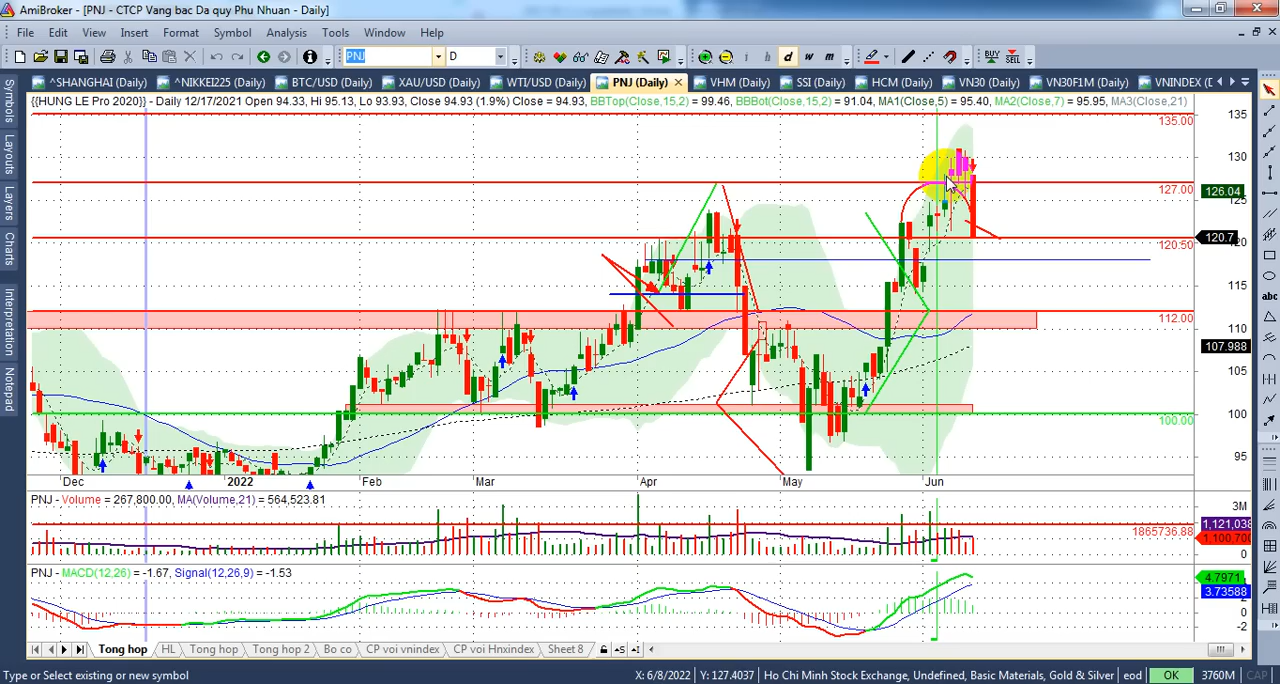 AmiBroker - [PNJ - CTCP Vang bac Da quy Phu Nhuan - Daily]
File Edit View Insert Format Symbol Analysis Tools Window Help
PNJ D i h d w m BUY SELL
^SHANGHAI (Daily) ^NIKKEI225 (Daily) BTC/USD (Daily) XAU/USD (Daily) WTI/USD (Daily) PNJ (Daily) VHM (Daily) SSI (Daily) HCM (Daily) VN30 (Daily) VN30F1M (Daily) VNINDEX (D
{{HUNG LE Pro 2020}} - Daily 12/17/2021 Open 94.33, Hi 95.13, Lo 93.93, Close 94.93 (1.9%) Close = 94.93, BBTop(Close,15,2) = 99.46, BBBot(Close,15,2) = 91.04, MA1(Close,5) = 95.40, MA2(Close,7) = 95.95, MA3(Close,21)
Symbols
Layouts
Layers
Charts
Interpretation
Notepad
abc
135
135.00
130
127.00
126.04
125
120.7
120
120.50
115
112.00
110
107.988
105
100
100.00
95
Dec 2022 Feb Mar Apr May Jun
PNJ - Volume = 267,800.00, MA(Volume,21) = 564,523.81
3M
1,121,038
1865736.88
1,100,700
0
PNJ - MACD(12,26) = -1.67, Signal(12,26,9) = -1.53
4.7971
3.73588
2
0
-2
Tong hop HL Tong hop Tong hop 2 Bo co CP voi vnindex CP voi Hnxindex Sheet 8
Type or Select existing or new symbol X: 6/8/2022 Y: 127.4037 Ho Chi Minh Stock Exchange, Undefined, Basic Materials, Gold & Silver eod OK 3760M CAP